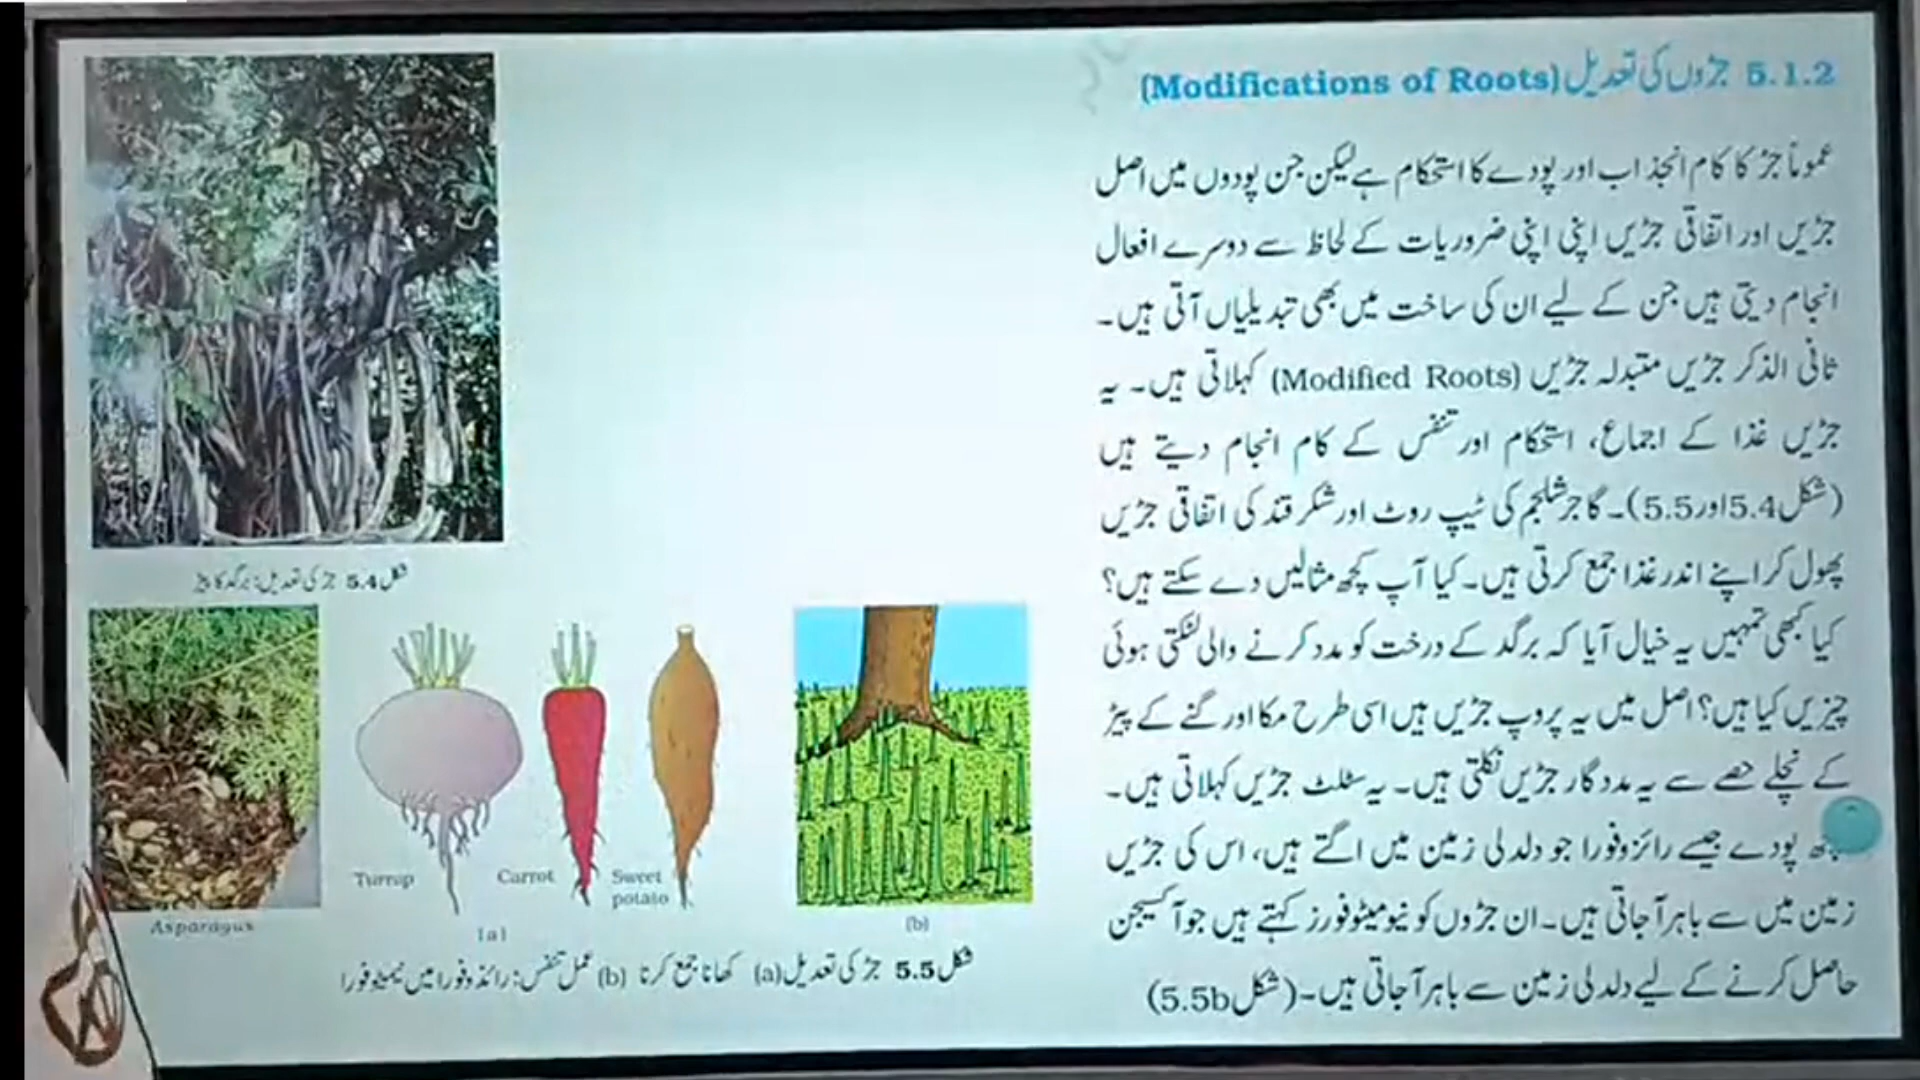 5.1.2 جڑوں کی تعدیل (Modifications of Roots)
عموماً جڑ کا کام انجذاب اور پودے کا استحکام ہے لیکن جن پودوں میں اصل
جڑیں اور اتفاقی جڑیں اپنی اپنی ضروریات کے لحاظ سے دوسرے افعال
انجام دیتی ہیں جن کے لیے ان کی ساخت میں بھی تبدیلیاں آتی ہیں۔
ثانی الذکر جڑیں متبدلہ جڑیں (Modified Roots) کہلاتی ہیں۔ یہ
جڑیں غذا کے اجماع، استحکام اور تنفس کے کام انجام دیتے ہیں
(شکل 5.4 اور 5.5)۔ گاجر شلجم کی ٹیپ روٹ اور شکر قند کی اتفاقی جڑیں
پھول کر اپنے اندر غذا جمع کرتی ہیں۔ کیا آپ کچھ مثالیں دے سکتے ہیں؟
کیا کبھی تمہیں یہ خیال آیا کہ برگد کے درخت کو مدد کرنے والی لٹکتی ہوئی
چیزیں کیا ہیں؟ اصل میں یہ پروپ جڑیں ہیں اسی طرح مکا اور گنے کے پیڑ
کے نچلے حصے سے یہ مددگار جڑیں نکلتی ہیں۔ یہ سٹلٹ جڑیں کہلاتی ہیں۔
پودے جیسے رائزوفورا جو دلدلی زمین میں اگتے ہیں، اس کی جڑیں
زمین میں سے باہر آجاتی ہیں۔ ان جڑوں کو نیومیٹوفورز کہتے ہیں جو آکسیجن
حاصل کرنے کے لیے دلدلی زمین سے باہر آجاتی ہیں۔ (شکل 5.5b)
شکل 5.4 جڑ کی تعدیل: برگد کا پیڑ
Turnip
Carrot
Sweet
potato
Asparagus
(a)
(b)
شکل 5.5 جڑ کی تعدیل (a) کھانا جمع کرنا (b) عمل تنفس: رائزوفورا میں